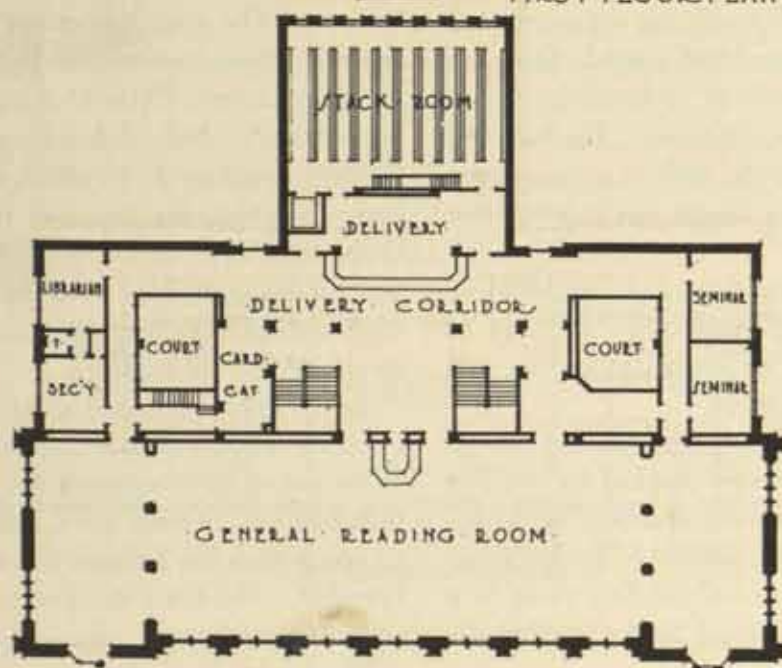 STACK ROOM
DELIVERY
LIBRARIAN
DELIVERY CORRIDOR
SEMINAR
COURT
CARD
CAT
COURT
T.
SEC'Y
SEMINAR
GENERAL READING ROOM